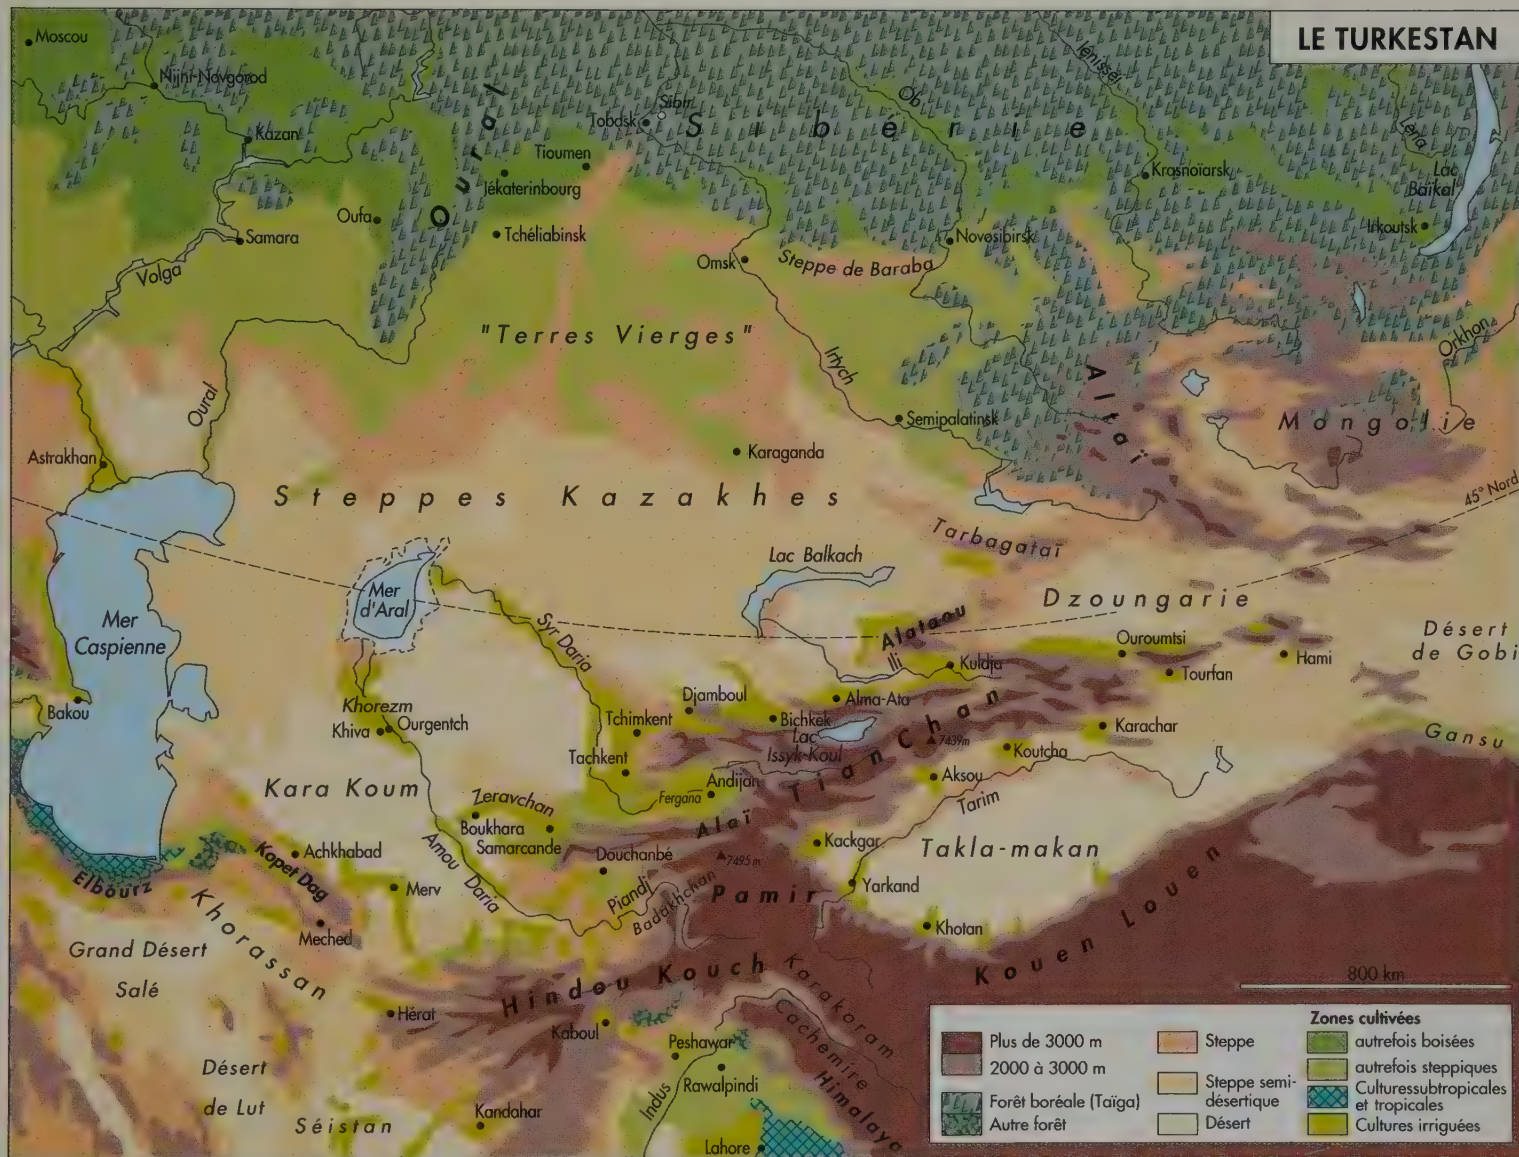 LE TURKESTAN
Moscou
Nijni-Novgorod
Kazan
Oural
Tobolsk
Sibir
Sibérie
Ob
Iénisseï
Lena
Lac
Baïkal
Tioumen
Iékaterinbourg
Krasnoïarsk
Oufa
Samara
Tchéliabinsk
Irkoutsk
Novosibirsk
Omsk
Steppe de Baraba
Volga
"Terres Vierges"
Orkhon
Irtych
Altaï
Oural
Semipalatinsk
Mongolie
Astrakhan
Karaganda
Steppes Kazakhes
45° Nord
Tarbagataï
Lac Balkach
Mer
d'Aral
Dzoungarie
Mer
Caspienne
Syr Daria
Alataou
Ouroumtsi
Désert
de Gobi
Ili
Kuldja
Hami
Tourfan
Bakou
Khorezm
Khiva
Ourgentch
Djamboul
Alma-Ata
Tchimkent
Bichkek
Lac
Issyk-Koul
Tian Chan
7439m
Karachar
Gansu
Tachkent
Koutcha
Kara Koum
Andijan
Fergana
Aksou
Zeravchan
Tarim
Boukhara
Samarcande
Alaï
Amou Daria
Achkhabad
Kopet Dag
Douchanbé
7495 m
Kackgar
Takla-makan
Elbourz
Merv
Piandj
Badakhchan
Pamir
Yarkand
Khorassan
Meched
Khotan
Kouen Louen
Grand Désert
Salé
Hindou Kouch
Karakoram
Cachemire
800 km
Hérat
Kaboul
Peshawar
Rawalpindi
Himalaya
Désert
de Lut
Indus
Séistan
Kandahar
Lahore
Plus de 3000 m
2000 à 3000 m
Forêt boréale (Taïga)
Autre forêt
Steppe
Steppe semi-
désertique
Désert
Zones cultivées
autrefois boisées
autrefois steppiques
Culturessubtropicales
et tropicales
Cultures irriguées